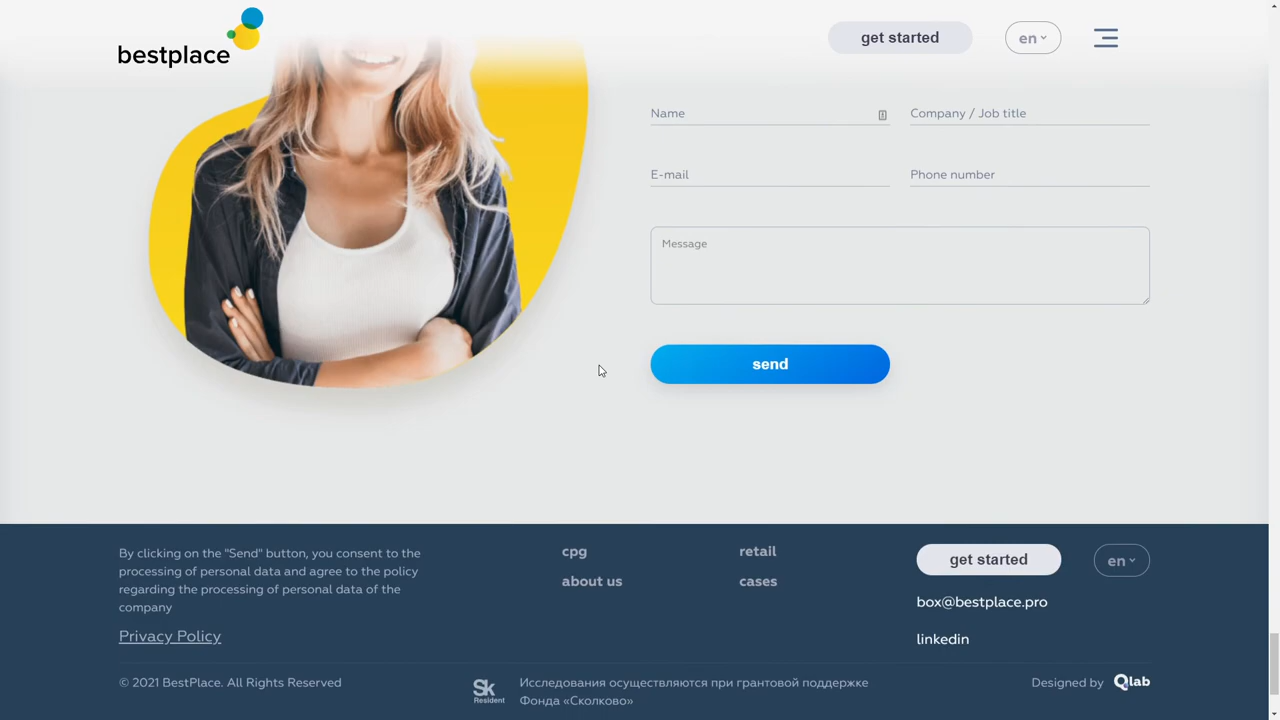 bestplace
get started
en
Name
Company / Job title
E-mail
Phone number
Message
send
By clicking on the "Send" button, you consent to the
processing of personal data and agree to the policy
regarding the processing of personal data of the
company
Privacy Policy
cpg
retail
about us
cases
get started
en
box@bestplace.pro
linkedin
© 2021 BestPlace. All Rights Reserved
Sk
Resident
Исследования осуществляются при грантовой поддержке
Фонда «Сколково»
Designed by Qlab